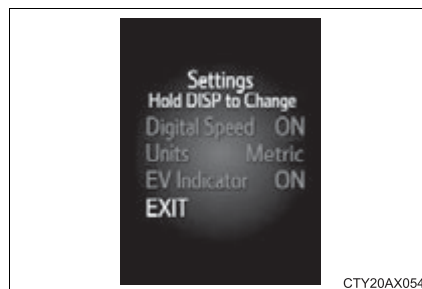 Settings
Hold DISP to Change
Digital Speed ON
Units Metric
EV Indicator ON
EXIT
CTY20AX054